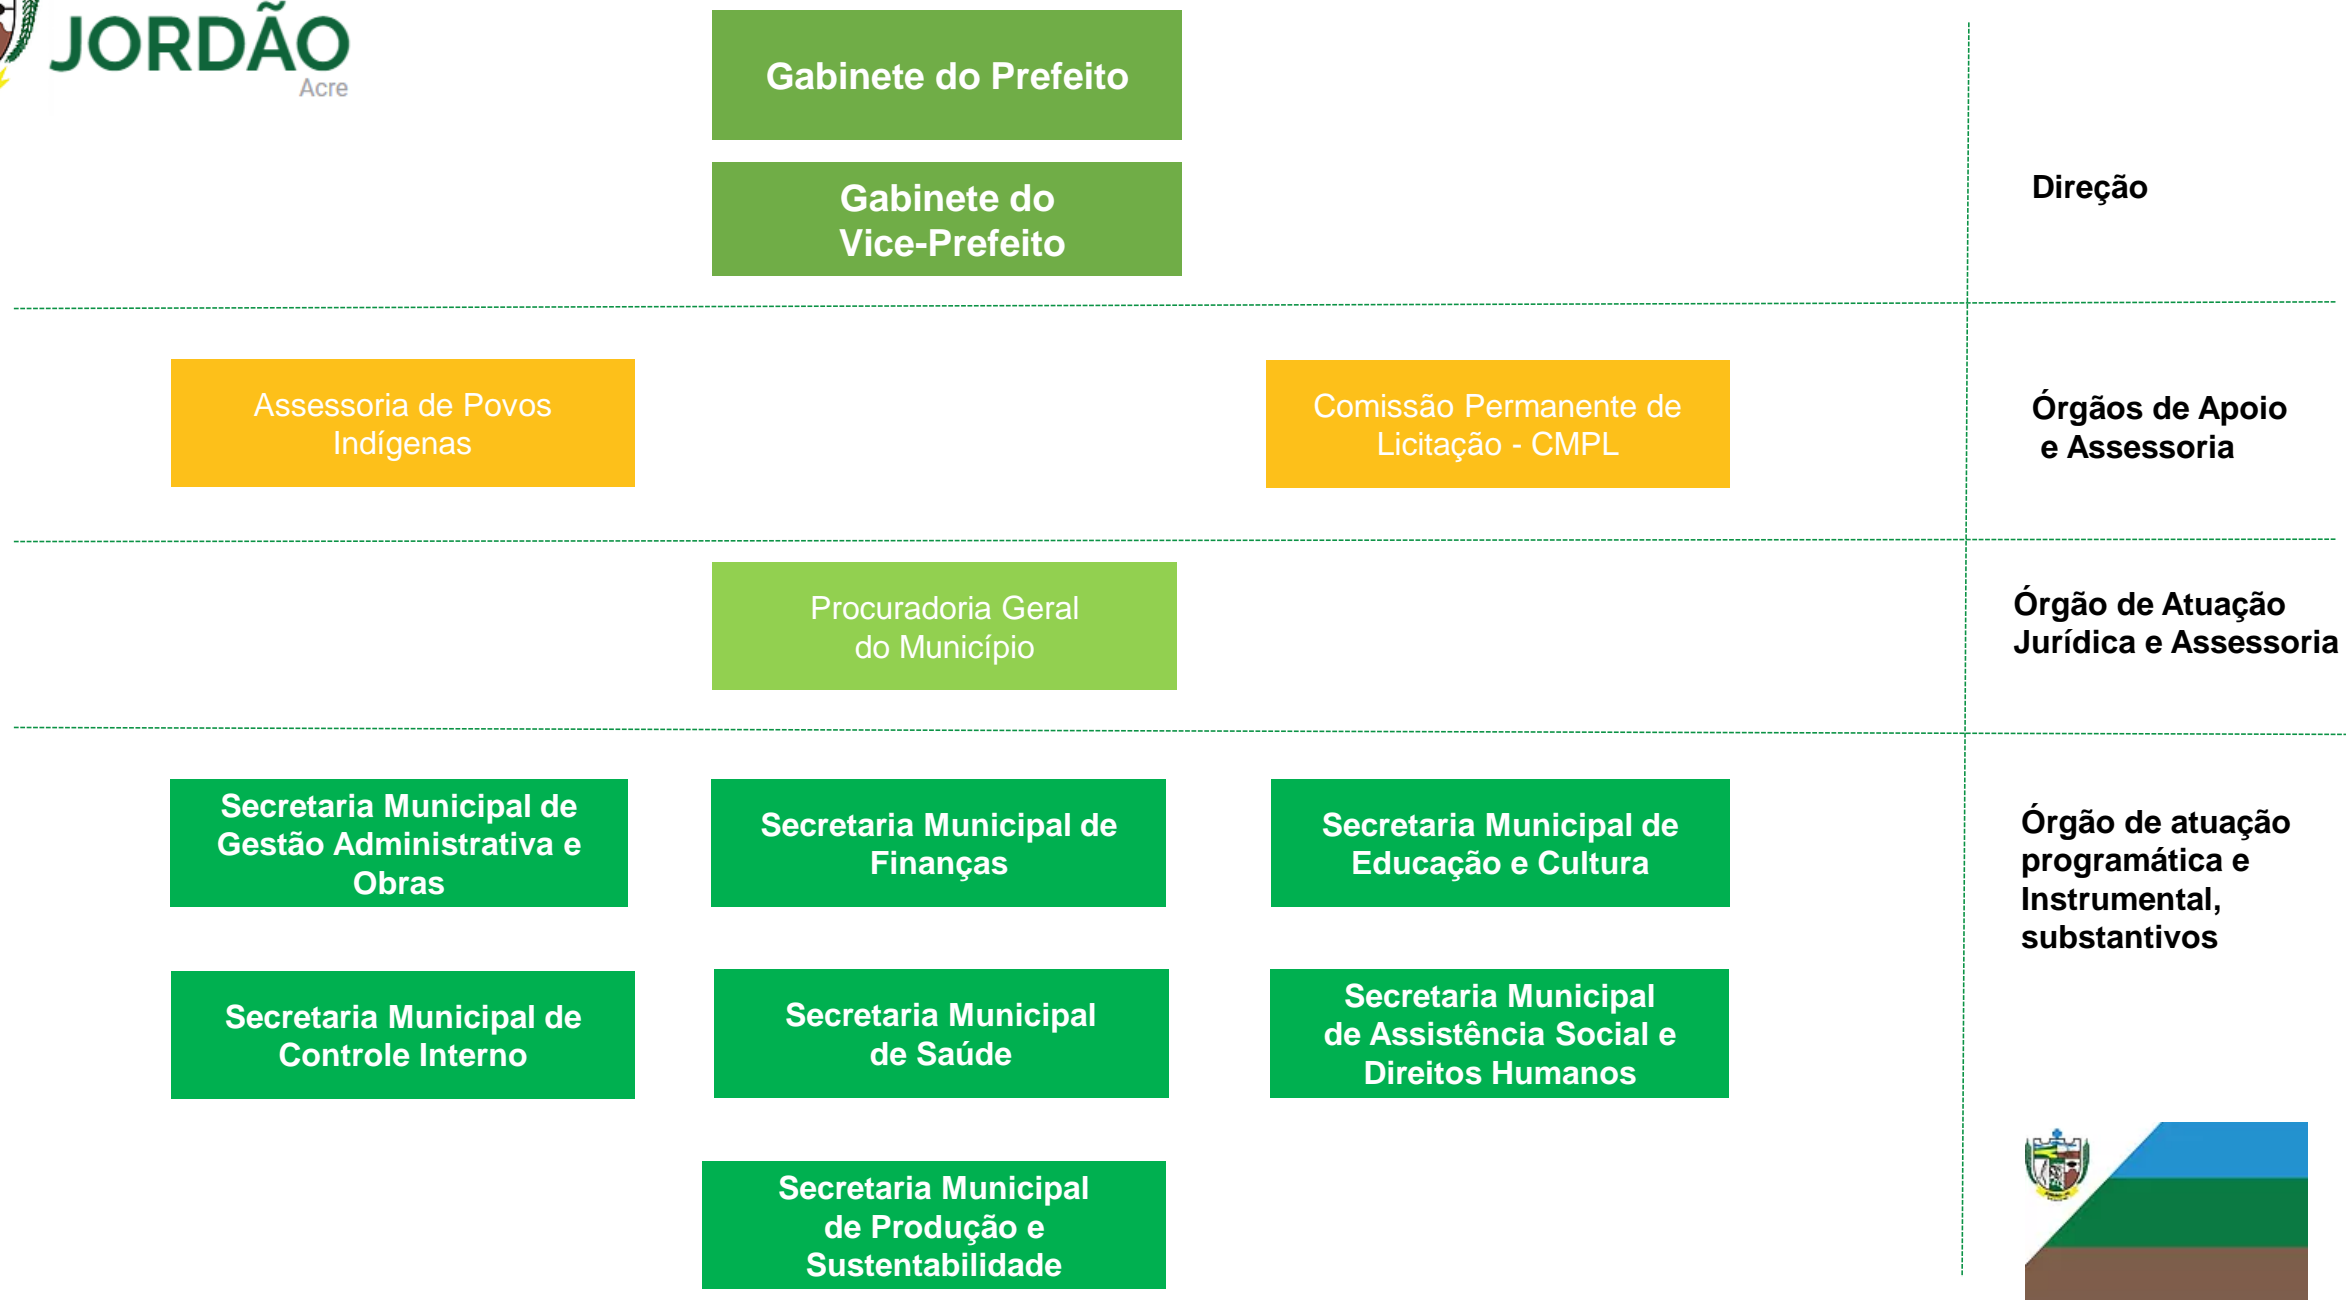 JORDÃO
Acre
Gabinete do Prefeito
Gabinete do
Vice-Prefeito
Direção
Assessoria de Povos
Indígenas
Comissão Permanente de
Licitação - CMPL
Órgãos de Apoio
e Assessoria
Procuradoria Geral
do Município
Órgão de Atuação
Jurídica e Assessoria
Secretaria Municipal de
Gestão Administrativa e
Obras
Secretaria Municipal de
Finanças
Secretaria Municipal de
Educação e Cultura
Órgão de atuação
programática e
Instrumental,
substantivos
Secretaria Municipal de
Controle Interno
Secretaria Municipal
de Saúde
Secretaria Municipal
de Assistência Social e
Direitos Humanos
Secretaria Municipal
de Produção e
Sustentabilidade